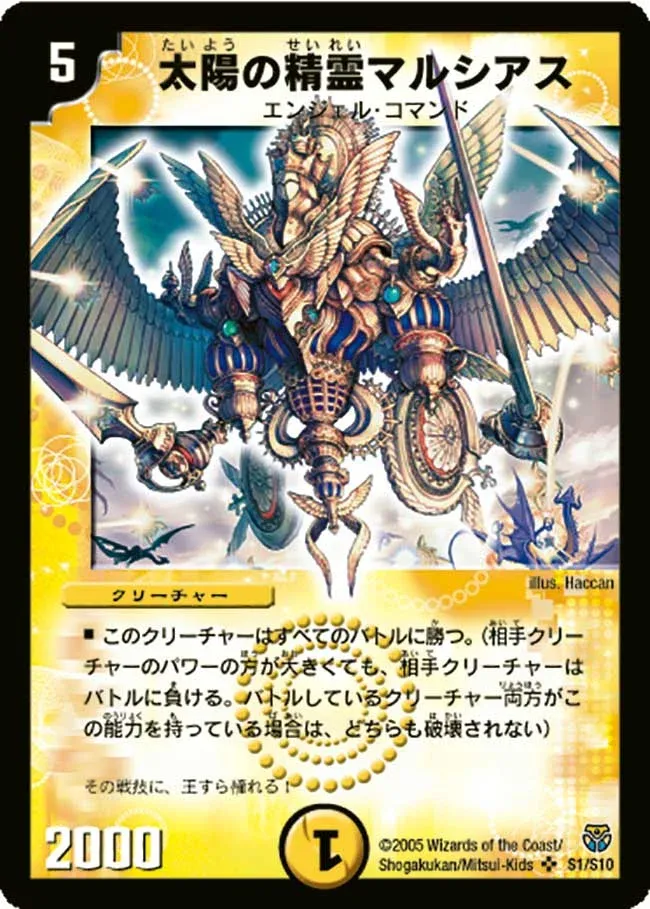 5
たいよう せいれい
太陽の精霊マルシアス
エンジェル・コマンド
illus. Haccan
クリーチャー
■ このクリーチャーはすべてのバトルに勝つ。(相手クリー
チャーのパワーの方が大きくても、相手クリーチャーは
バトルに負ける。バトルしているクリーチャー両方がこ
の能力を持っている場合は、どちらも破壊されない)
その戦技に、王すら憧れる!
2000
1
©2005 Wizards of the Coast/
Shogakukan/Mitsui-Kids S1/S10